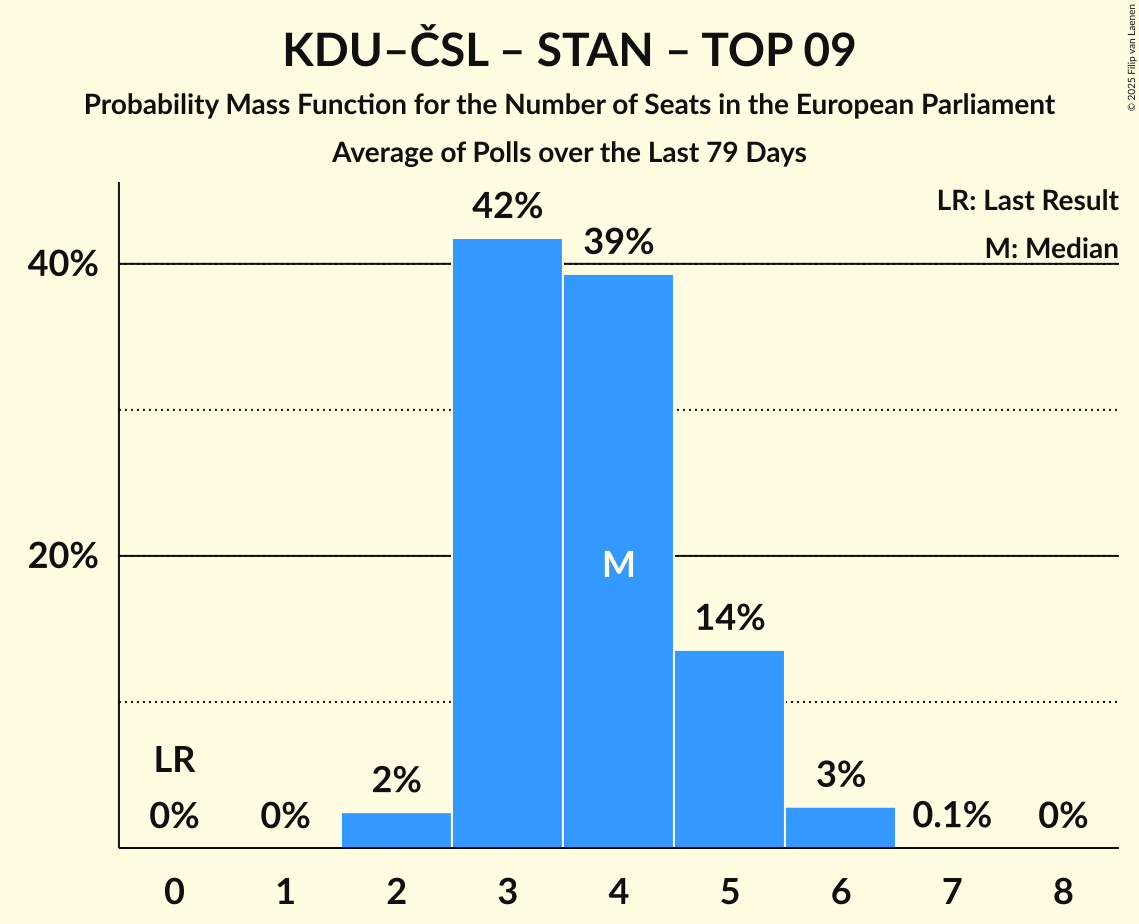 KDU–ČSL – STAN – TOP 09
Probability Mass Function for the Number of Seats in the European Parliament
Average of Polls over the Last 79 Days
© 2025 Filip van Laenen
LR: Last Result
M: Median
42%
39%
40%
20%
M
14%
LR
0%
0%
2%
3%
0.1%
0%
0 1 2 3 4 5 6 7 8